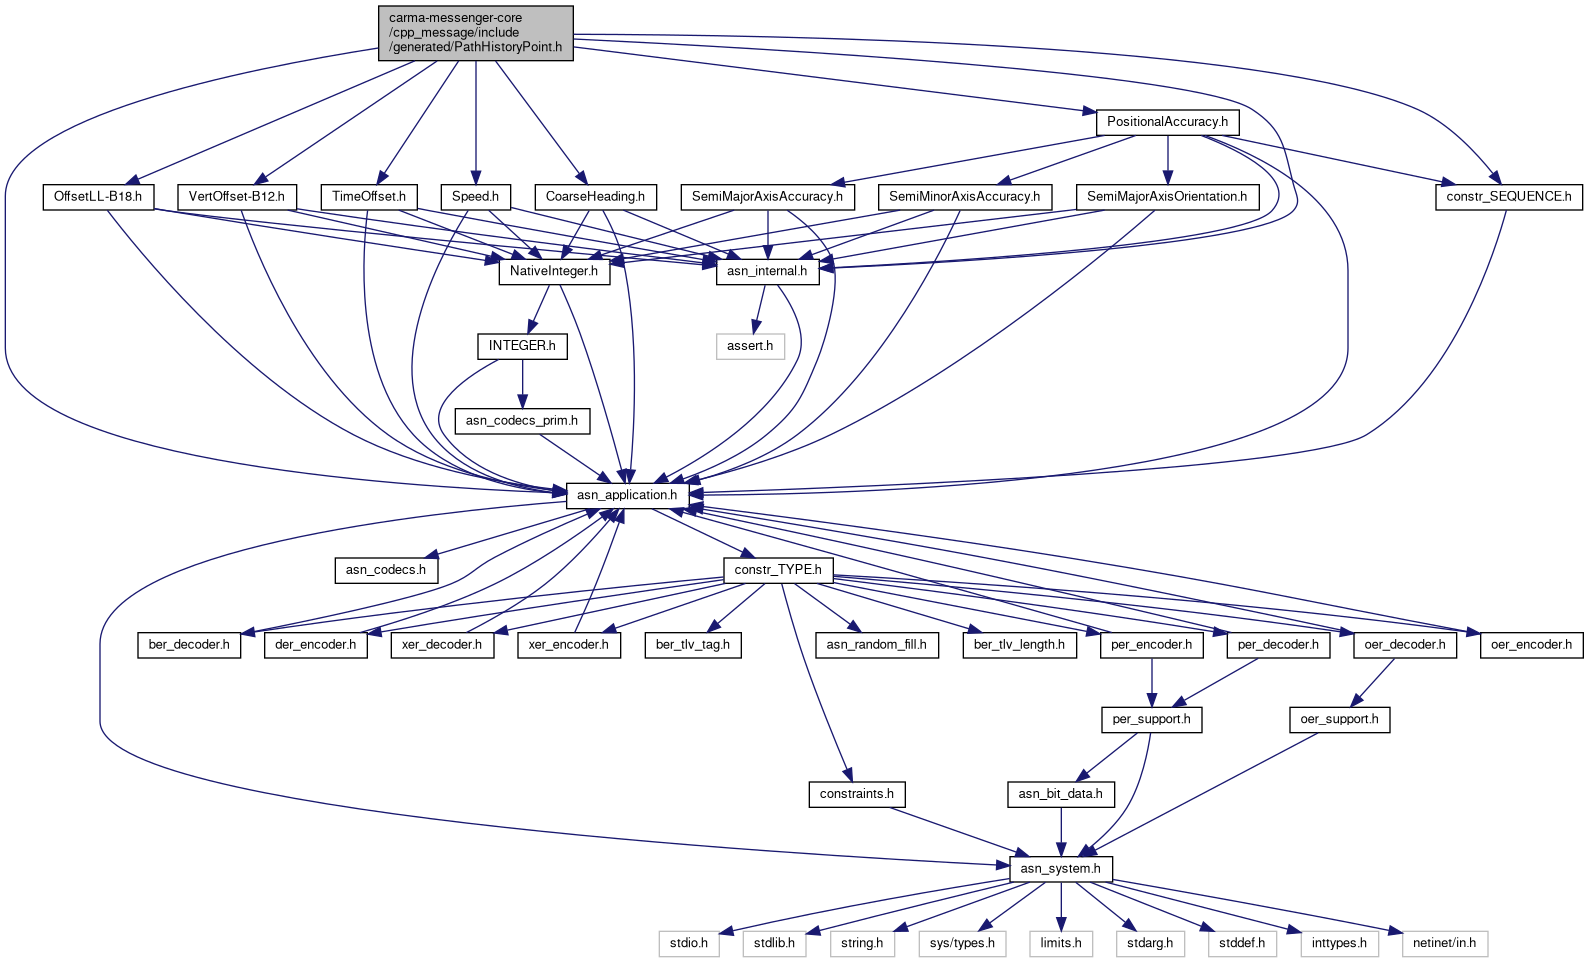 carma-messenger-core
/cpp_message/include
/generated/PathHistoryPoint.h
PositionalAccuracy.h
OffsetLL-B18.h
VertOffset-B12.h
TimeOffset.h
Speed.h
CoarseHeading.h
SemiMajorAxisAccuracy.h
SemiMinorAxisAccuracy.h
SemiMajorAxisOrientation.h
constr_SEQUENCE.h
NativeInteger.h
asn_internal.h
INTEGER.h
assert.h
asn_codecs_prim.h
asn_application.h
asn_codecs.h
constr_TYPE.h
ber_decoder.h
der_encoder.h
xer_decoder.h
xer_encoder.h
ber_tlv_tag.h
asn_random_fill.h
ber_tlv_length.h
per_encoder.h
per_decoder.h
oer_decoder.h
oer_encoder.h
per_support.h
oer_support.h
constraints.h
asn_bit_data.h
asn_system.h
stdio.h
stdlib.h
string.h
sys/types.h
limits.h
stdarg.h
stddef.h
inttypes.h
netinet/in.h